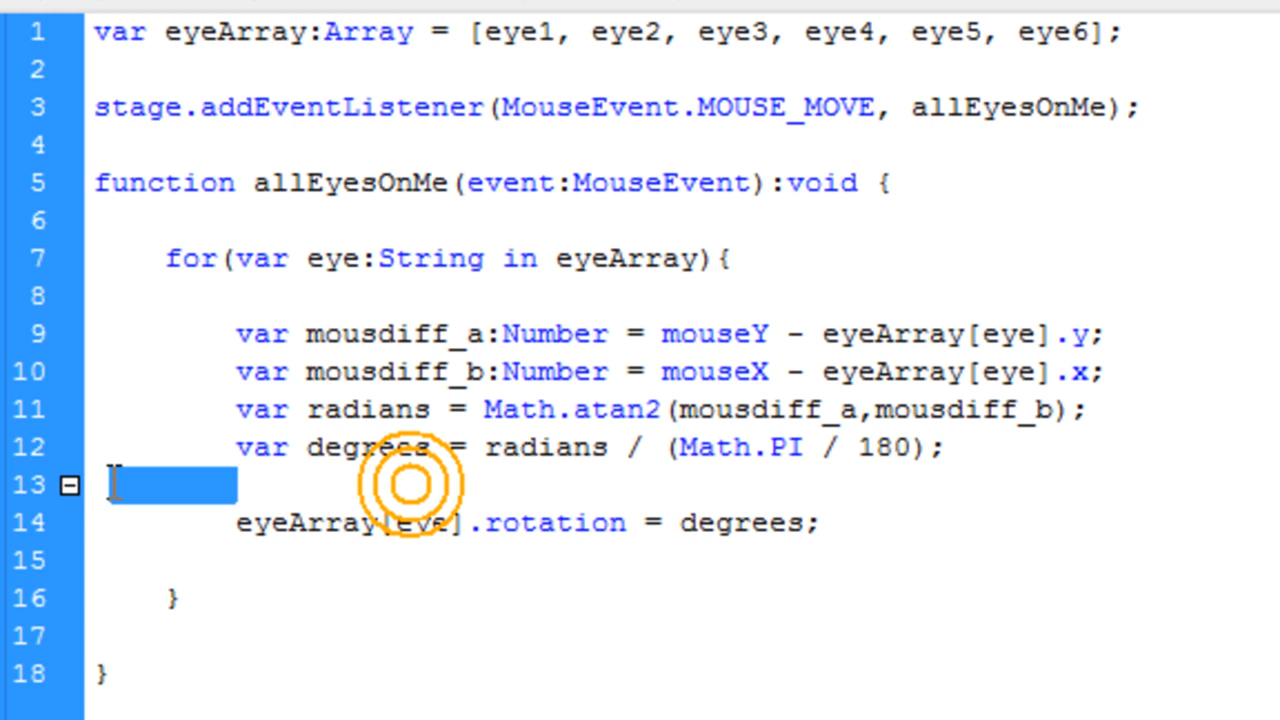 1 var eyeArray:Array = [eye1, eye2, eye3, eye4, eye5, eye6];
2
3 stage.addEventListener(MouseEvent.MOUSE_MOVE, allEyesOnMe);
4
5 function allEyesOnMe(event:MouseEvent):void {
6
7 for(var eye:String in eyeArray){
8
9 var mousdiff_a:Number = mouseY - eyeArray[eye].y;
10 var mousdiff_b:Number = mouseX - eyeArray[eye].x;
11 var radians = Math.atan2(mousdiff_a,mousdiff_b);
12 var degrees = radians / (Math.PI / 180);
13
14 eyeArray[eye].rotation = degrees;
15
16 }
17
18 }